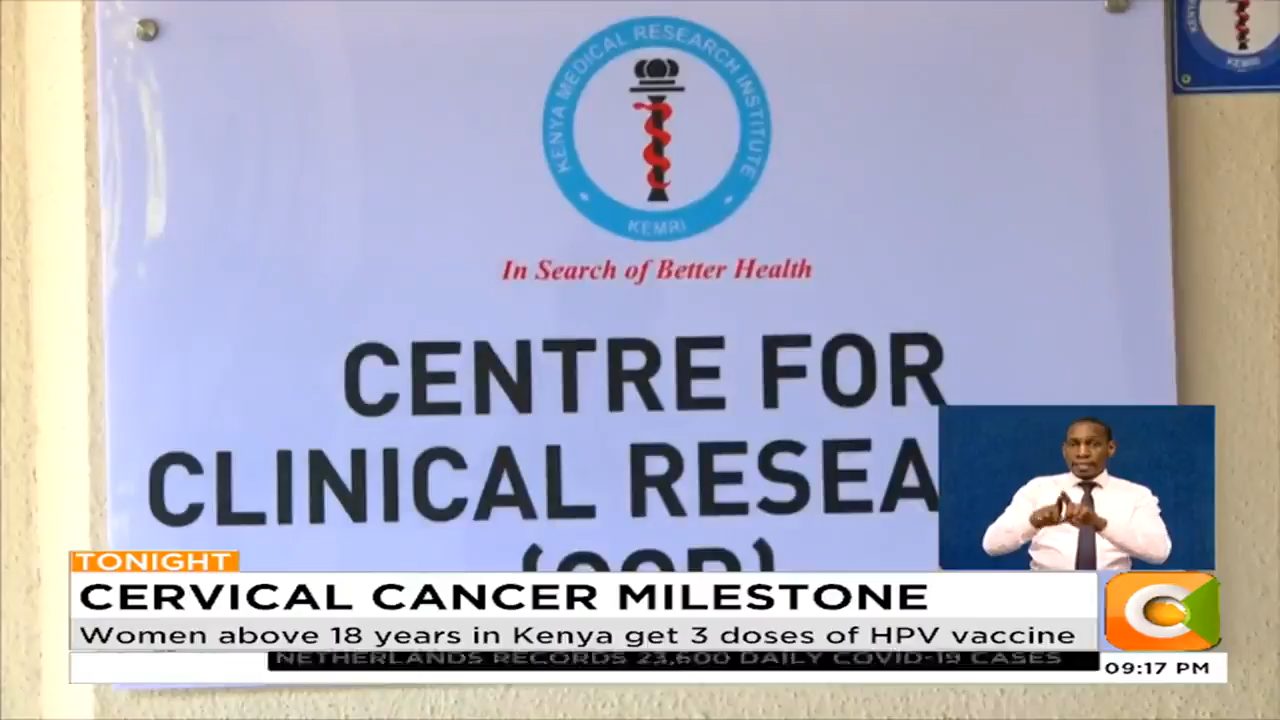 KENYA MEDICAL RESEARCH INSTITUTE
KEMRI
In Search of Better Health
CENTRE FOR
CLINICAL RESEA
KEMRI
TONIGHT
CERVICAL CANCER MILESTONE
Women above 18 years in Kenya get 3 doses of HPV vaccine
NETHERLANDS RECORDS 23,600 DAILY COVID-19 CASES
09:17 PM